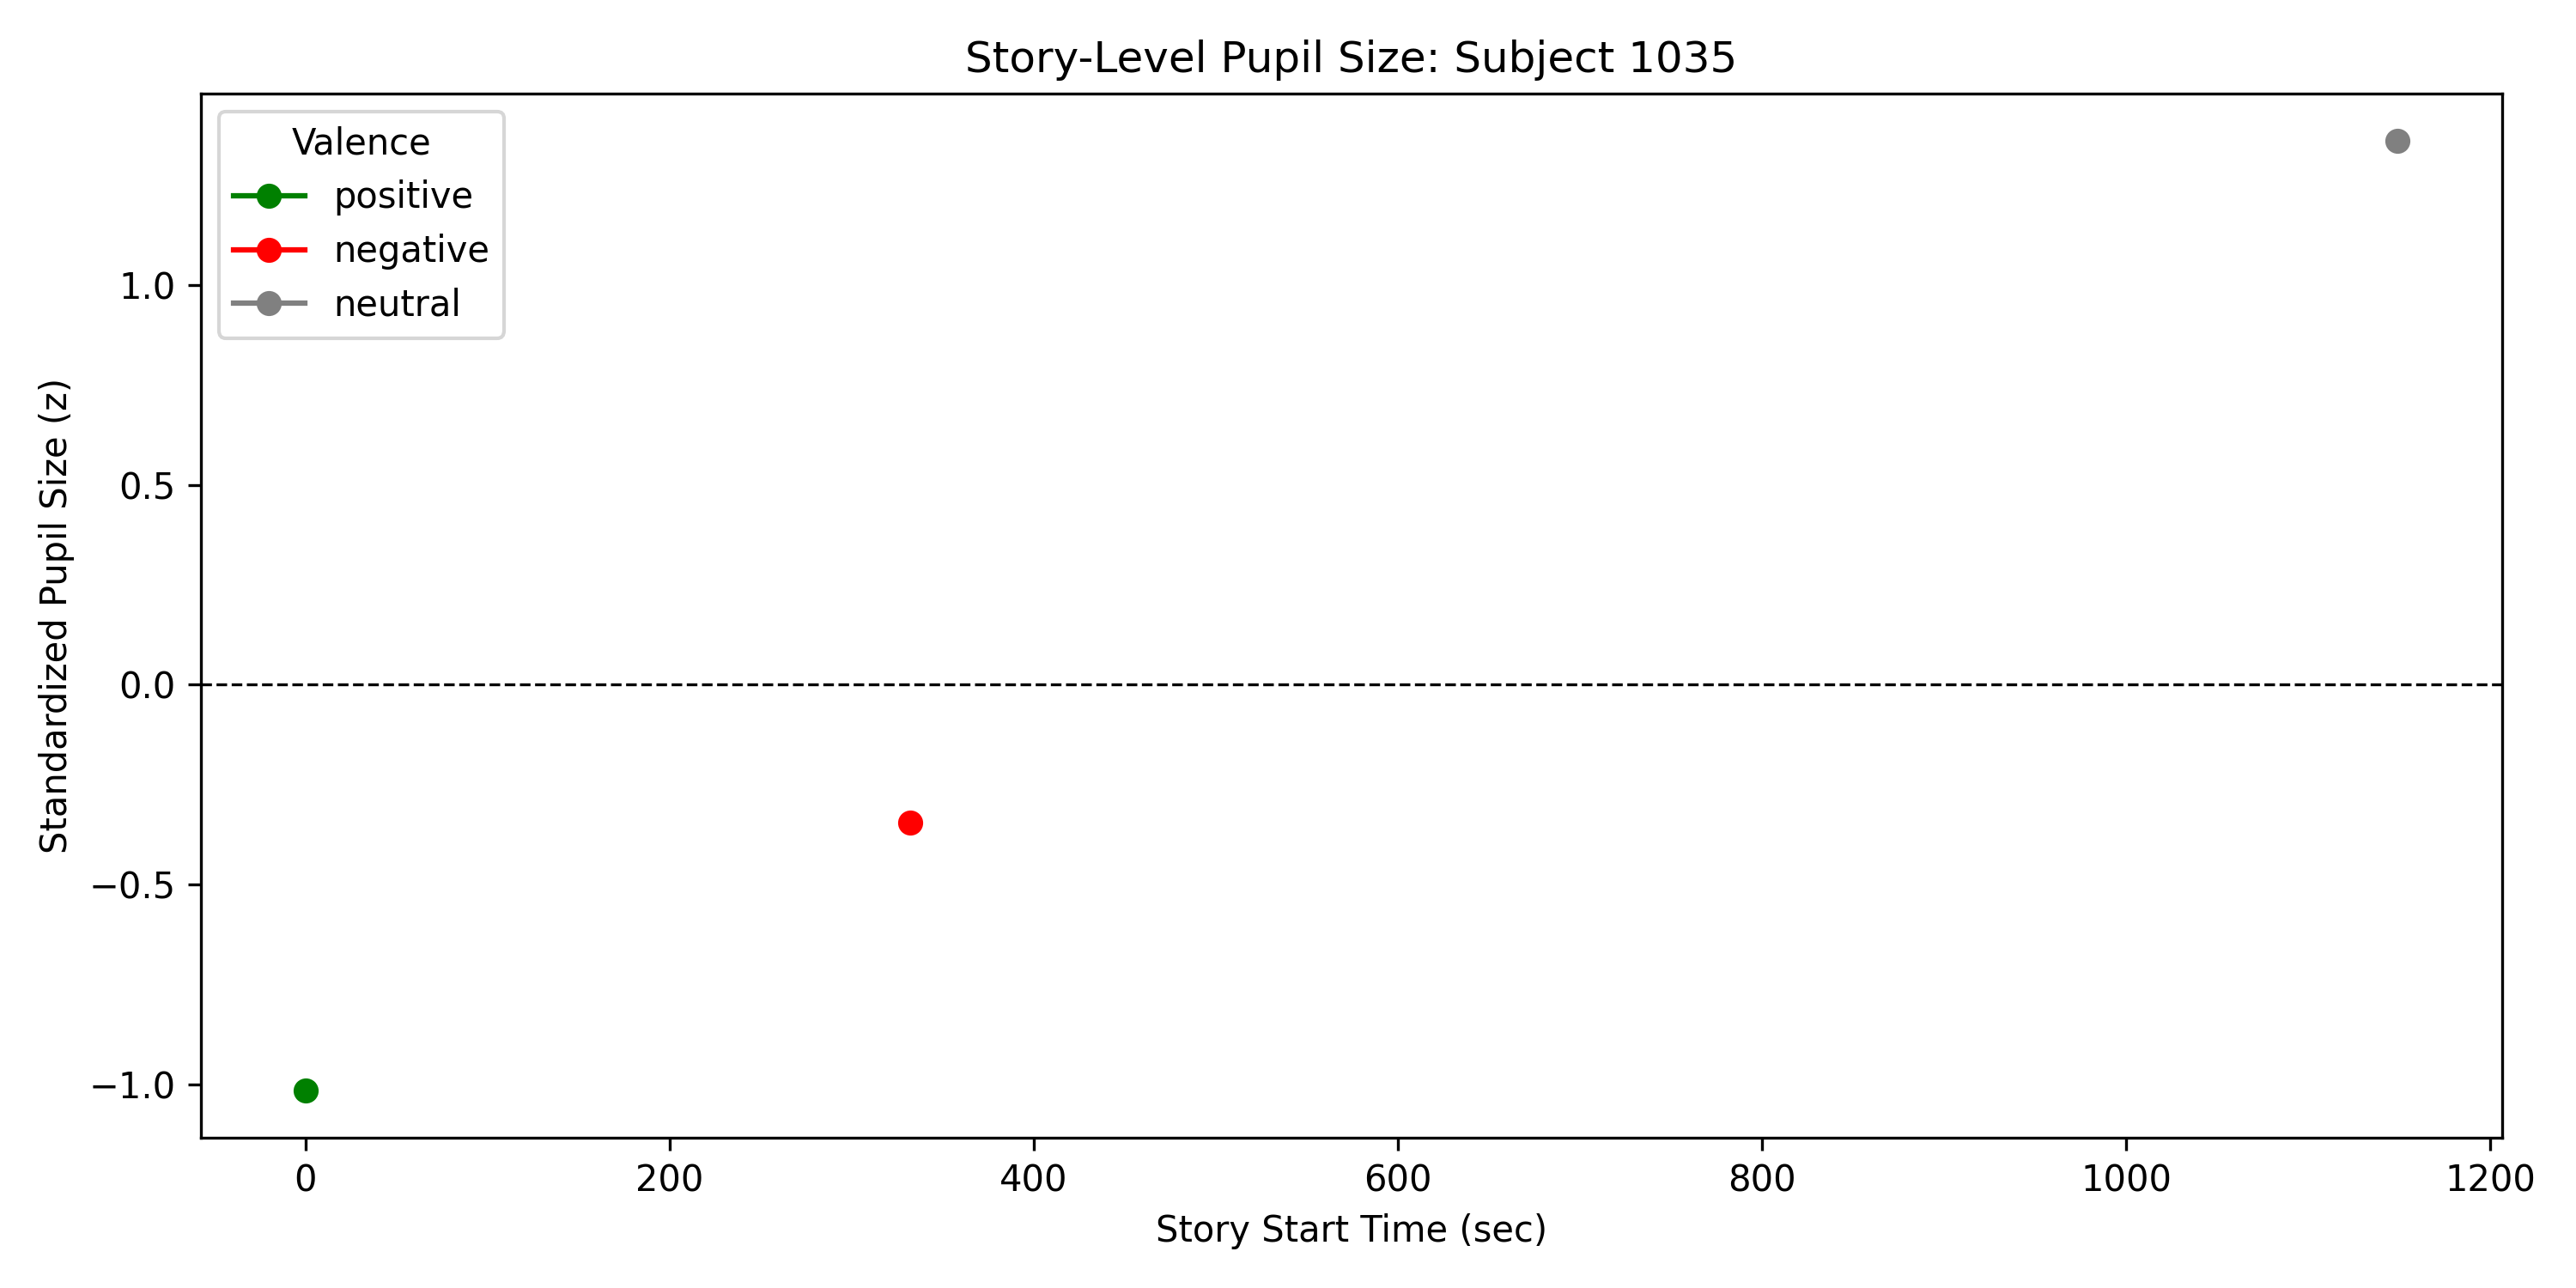 Story-Level Pupil Size: Subject 1035
Valence
positive
negative
neutral
Standardized Pupil Size (z)
1.0
0.5
0.0
−0.5
−1.0
0 200 400 600 800 1000 1200
Story Start Time (sec)